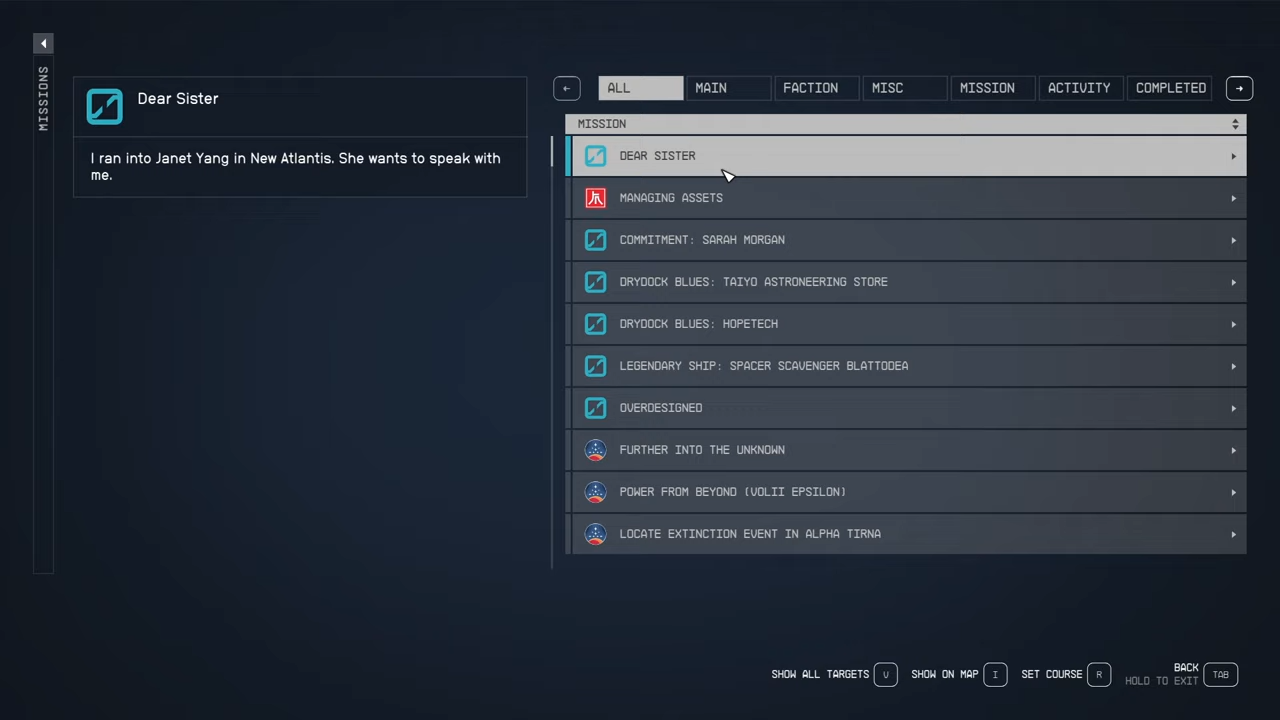 MISSIONS
Dear Sister
I ran into Janet Yang in New Atlantis. She wants to speak with
me.
ALL MAIN FACTION MISC MISSION ACTIVITY COMPLETED
MISSION
DEAR SISTER
MANAGING ASSETS
COMMITMENT: SARAH MORGAN
DRYDOCK BLUES: TAIYO ASTRONEERING STORE
DRYDOCK BLUES: HOPETECH
LEGENDARY SHIP: SPACER SCAVENGER BLATTODEA
OVERDESIGNED
FURTHER INTO THE UNKNOWN
POWER FROM BEYOND (VOLII EPSILON)
LOCATE EXTINCTION EVENT IN ALPHA TIRNA
SHOW ALL TARGETS V SHOW ON MAP I SET COURSE R BACK TAB
HOLD TO EXIT